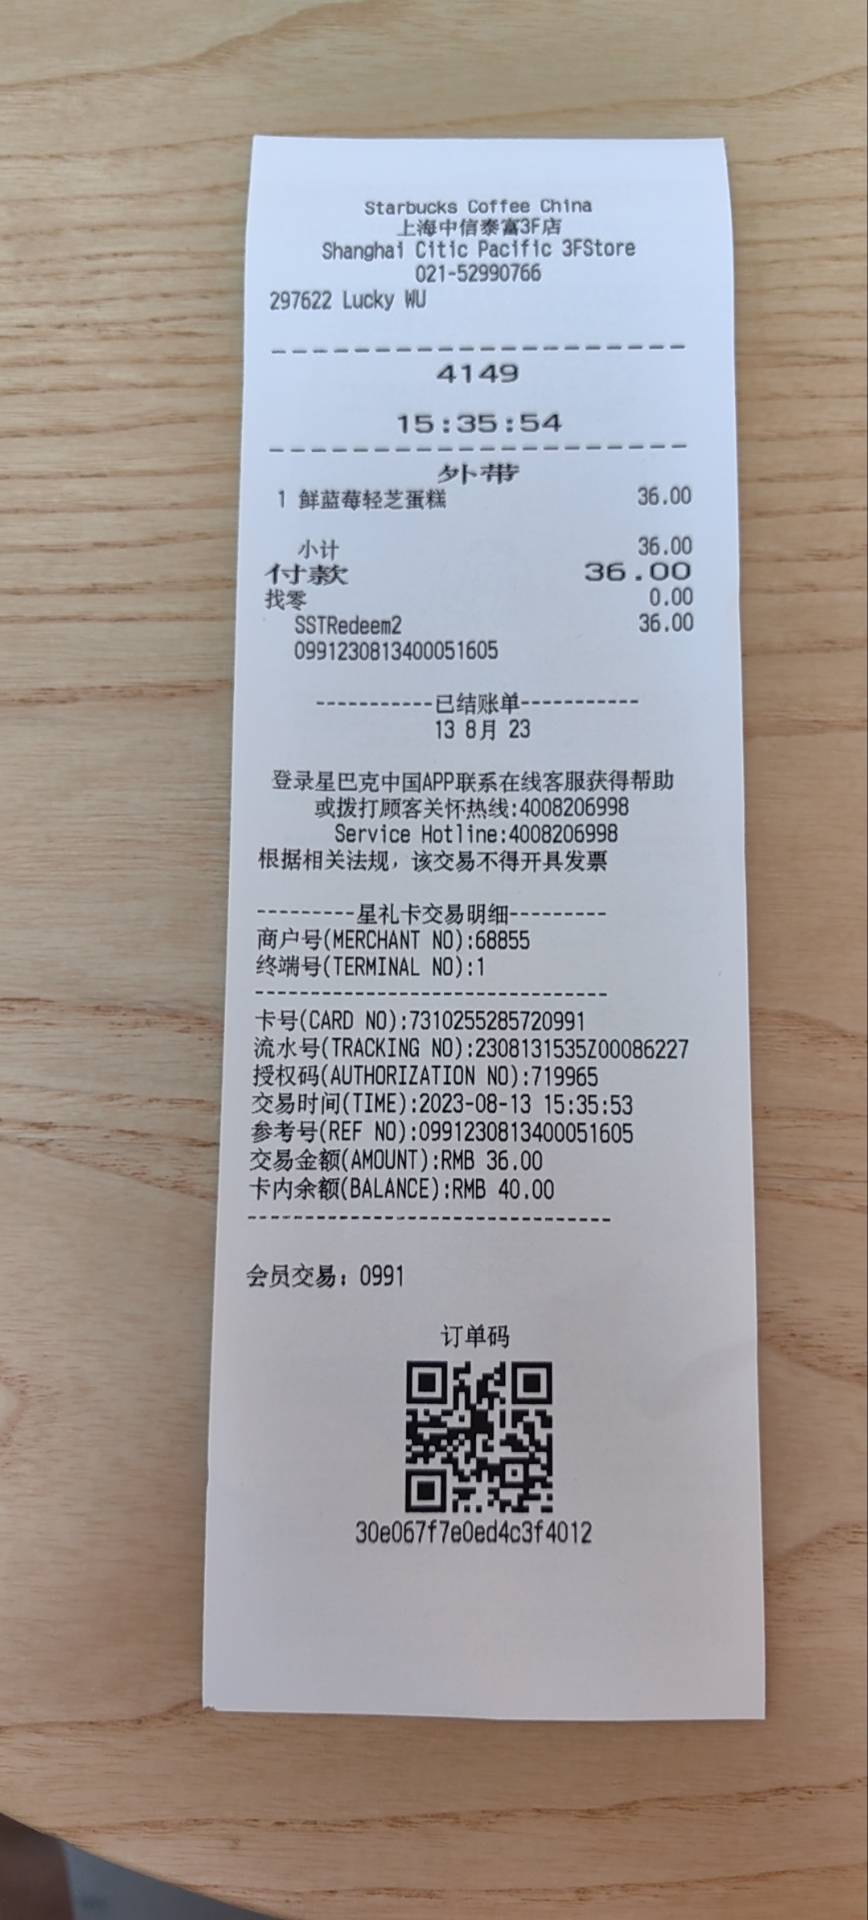 Starbucks Coffee China
上海中信泰富3F店
Shanghai Citic Pacific 3FStore
021-52990766
297622 Lucky WU
--------------------
4149
15:35:54
--------------------
外带
1 鲜蓝莓轻芝蛋糕 36.00
小计 36.00
付款 36.00
找零 0.00
SSTRedeem2 36.00
0991230813400051605
-----------已结账单-----------
13 8月 23
登录星巴克中国APP联系在线客服获得帮助
或拨打顾客关怀热线:4008206998
Service Hotline:4008206998
根据相关法规，该交易不得开具发票
---------星礼卡交易明细---------
商户号(MERCHANT NO):68855
终端号(TERMINAL NO):1
--------------------------------
卡号(CARD NO):7310255285720991
流水号(TRACKING NO):2308131535Z00086227
授权码(AUTHORIZATION NO):719965
交易时间(TIME):2023-08-13 15:35:53
参考号(REF NO):0991230813400051605
交易金额(AMOUNT):RMB 36.00
卡内余额(BALANCE):RMB 40.00
--------------------------------
会员交易：0991
订单码
30e067f7e0ed4c3f4012